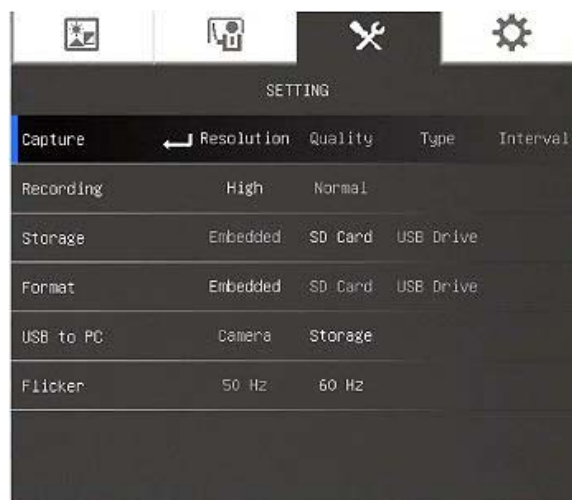 SETTING
Capture Resolution Quality Type Interval
Recording High Normal
Storage Embedded SD Card USB Drive
Format Embedded SD Card USB Drive
USB to PC Camera Storage
Flicker 50 Hz 60 Hz